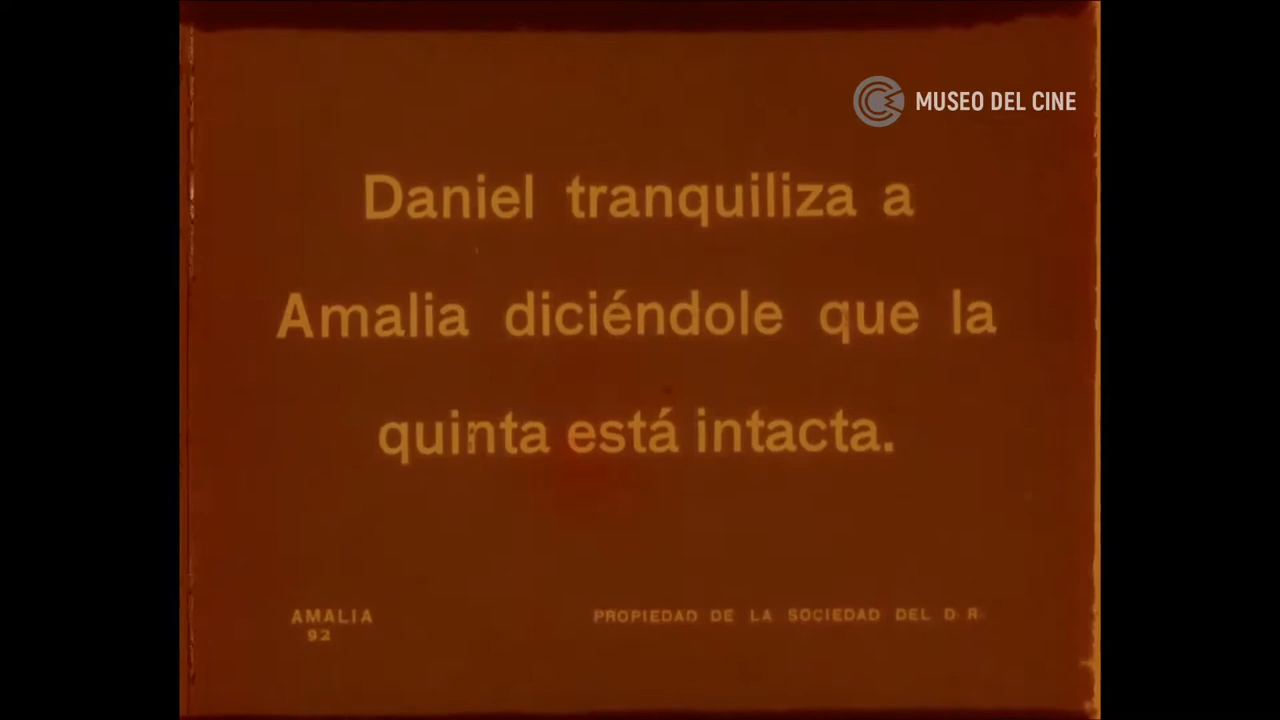 MUSEO DEL CINE
Daniel tranquiliza a
Amalia diciéndole que la
quinta está intacta.
AMALIA
92
PROPIEDAD DE LA SOCIEDAD DEL D. R.